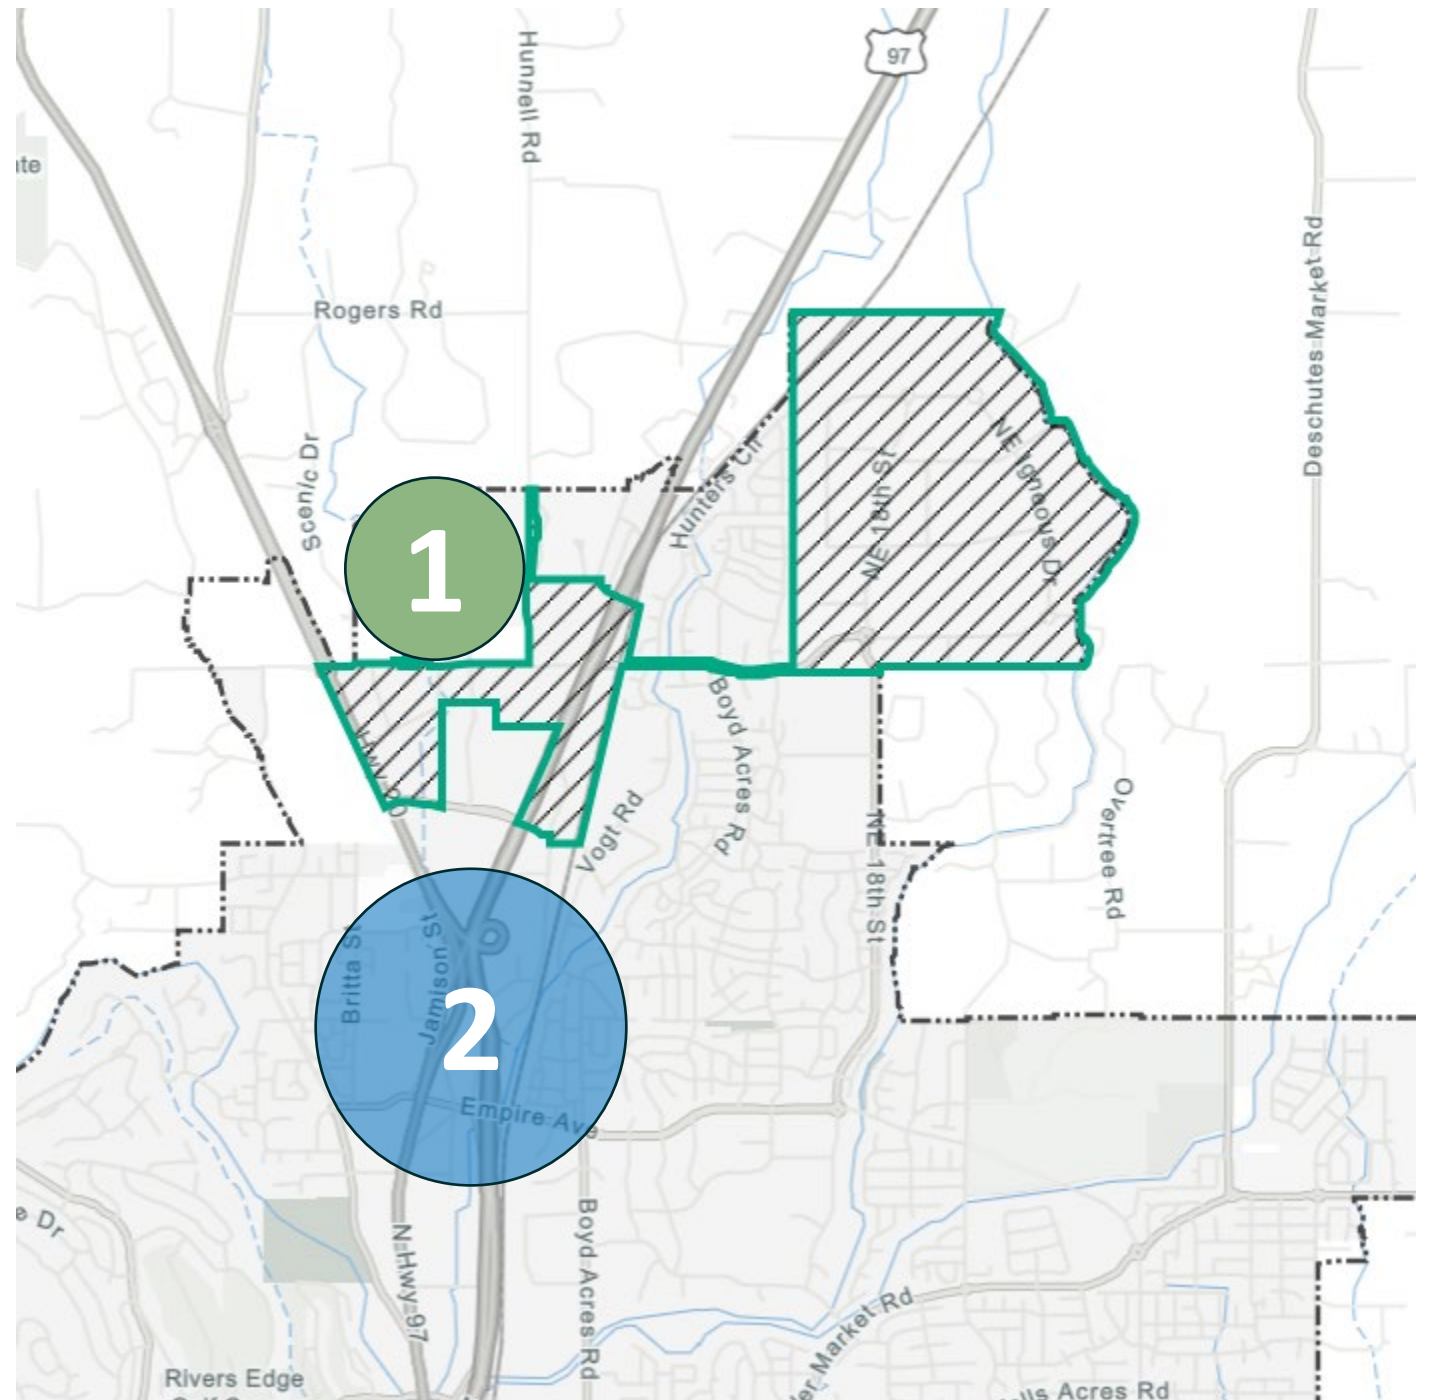 97
Hunnell Rd
Rogers Rd
Deschutes Market Rd
Scenic Dr
Hunters Cir
NE 18th St
NE Igneous Dr
1
Boyd Acres
Rd
Vogt Rd
Overtree Rd
NE 18th St
Britta St
Jamison St
2
Empire Ave
e Dr
N Hwy 97
Boyd Acres Rd
Market Rd
Rivers Edge
Acres Rd